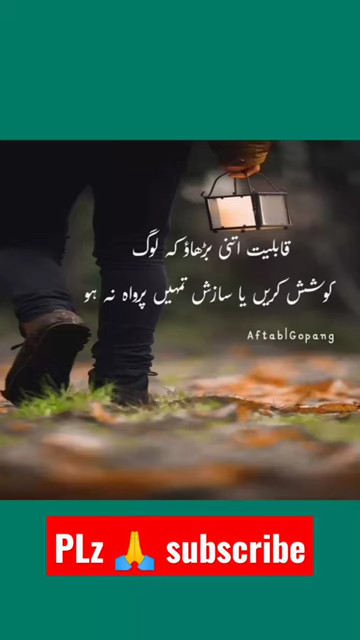 قابلیت اتنی بڑھاؤ کہ لوگ
کوشش کریں یا سازش تمہیں پرواہ نہ ہو
AftablGopang
PLz 🙏 subscribe